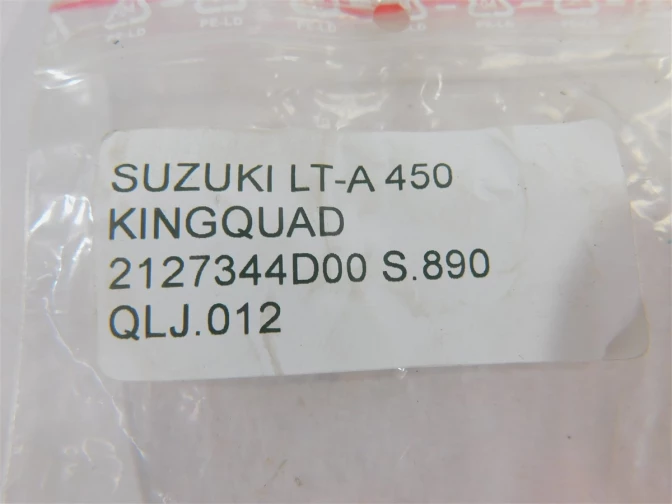 SUZUKI LT-A 450
KINGQUAD
2127344D00 S.890
QLJ.012